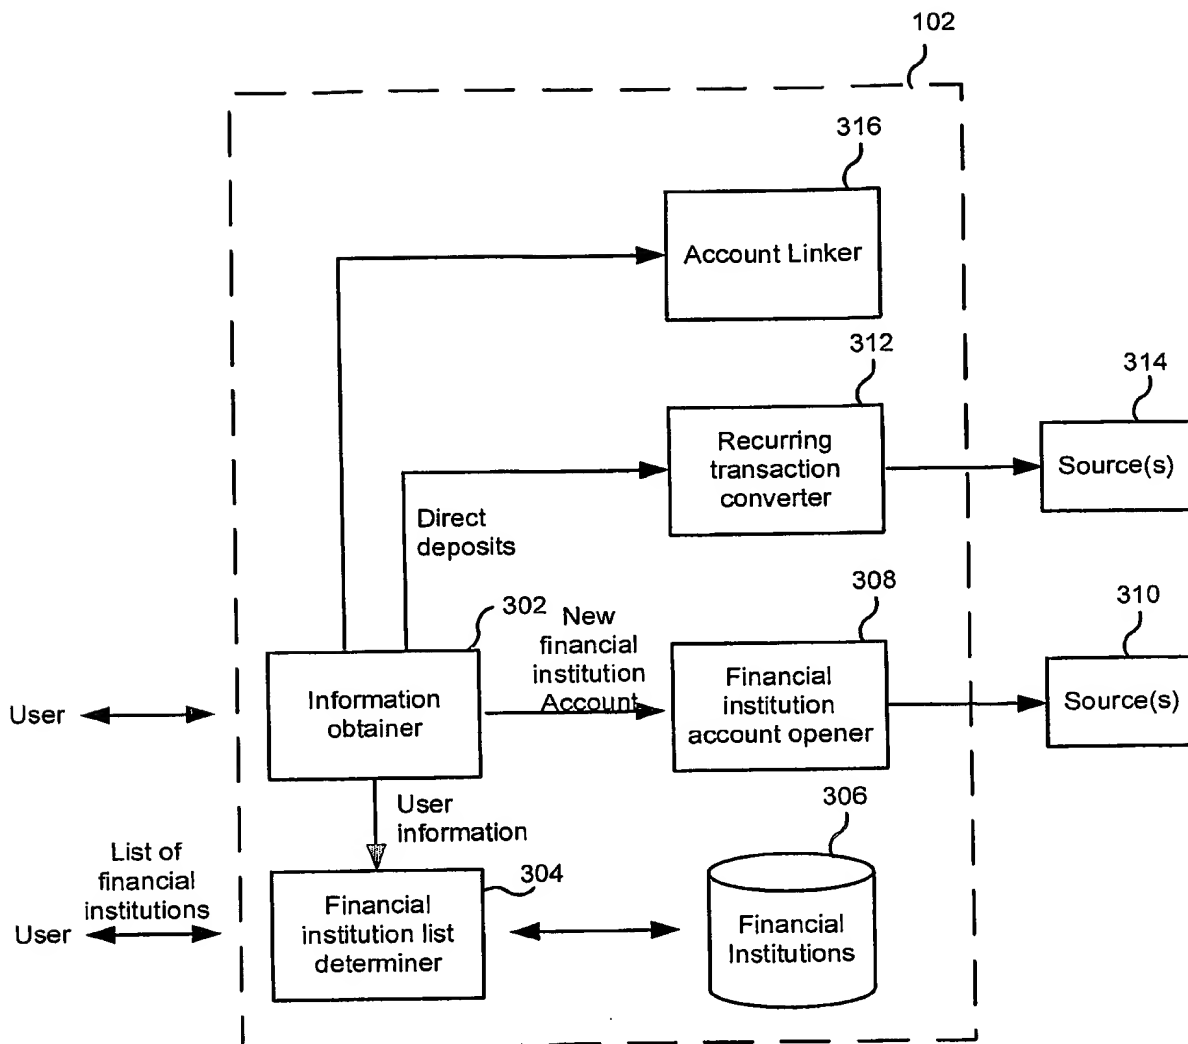 102
316
Account Linker
312
Recurring
transaction
converter
314
Source(s)
Direct
deposits
302
New
financial
institution
Account
308
Financial
institution
account opener
310
Source(s)
User
Information
obtainer
User
information
306
Financial
Institutions
List of
financial
institutions
User
304
Financial
institution list
determiner